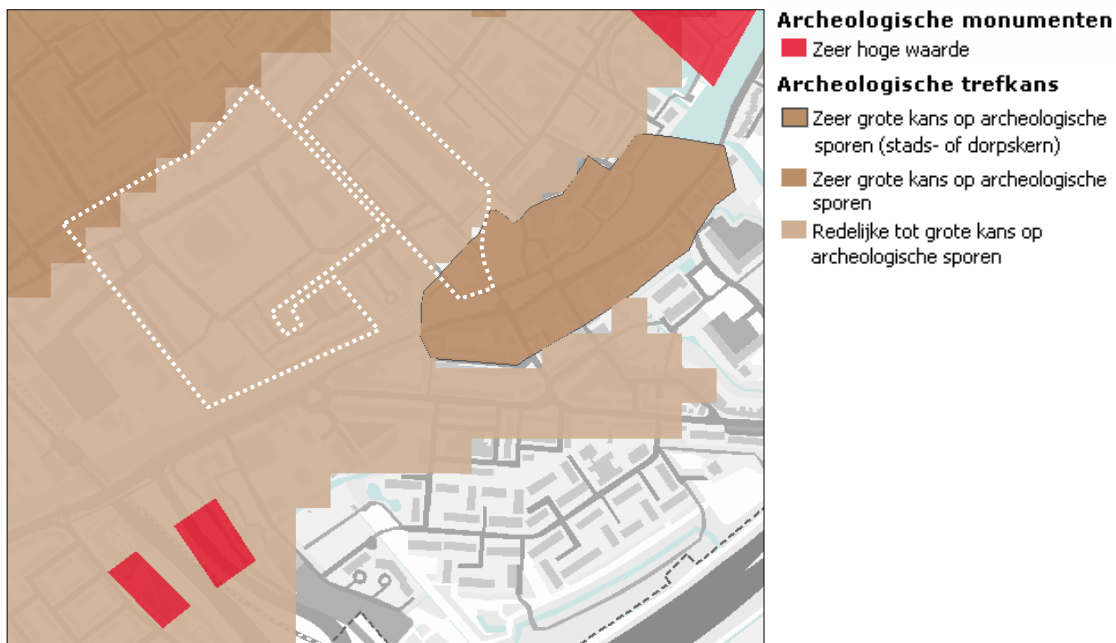 Archeologische monumenten
Zeer hoge waarde
Archeologische trefkans
Zeer grote kans op archeologische
sporen (stads- of dorpskern)
Zeer grote kans op archeologische
sporen
Redelijke tot grote kans op
archeologische sporen